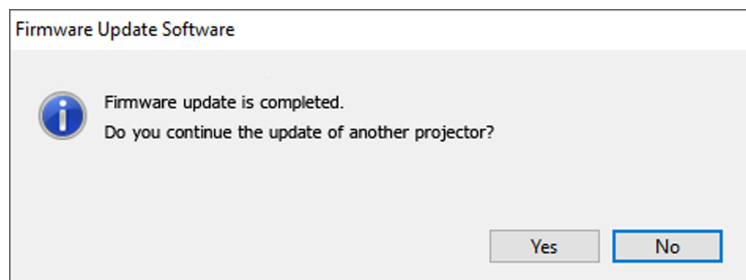 Firmware Update Software
Firmware update is completed.
Do you continue the update of another projector?
Yes No